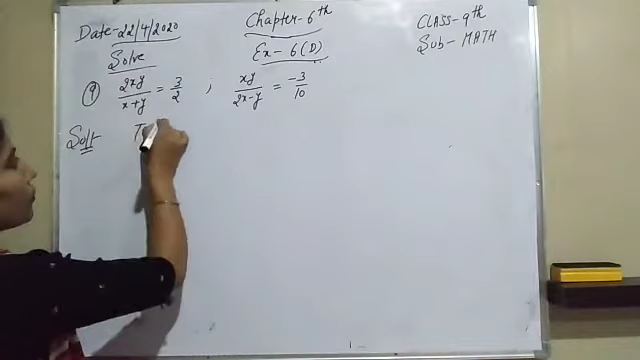 Date-22/4/2020 Chapter-6th CLASS-9th
Ex-6(D) Sub-MATH
Solve
9 2xy/x+y = 3/2 ; xy/2x-y = -3/10
Solⁿ